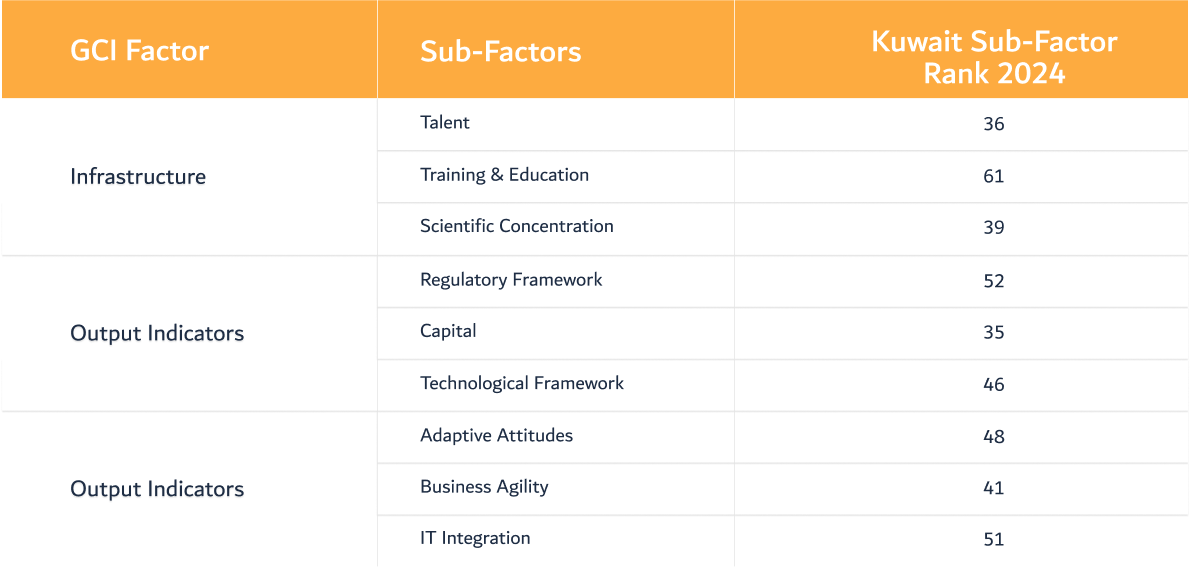 GCI Factor
Sub-Factors
Kuwait Sub-Factor
Rank 2024
Infrastructure
Talent
36
Training & Education
61
Scientific Concentration
39
Output Indicators
Regulatory Framework
52
Capital
35
Technological Framework
46
Output Indicators
Adaptive Attitudes
48
Business Agility
41
IT Integration
51